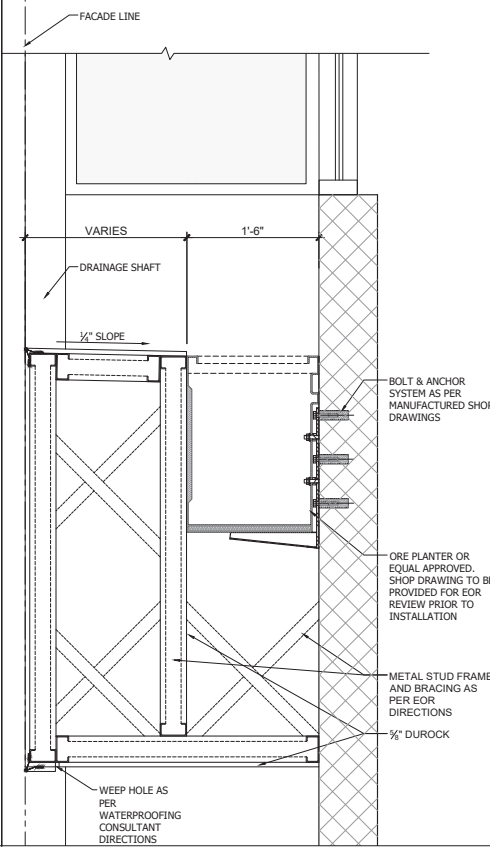 FACADE LINE
VARIES
1'-6"
DRAINAGE SHAFT
¼" SLOPE
BOLT & ANCHOR
SYSTEM AS PER
MANUFACTURED SHOP
DRAWINGS
ORE PLANTER OR
EQUAL APPROVED.
SHOP DRAWING TO BE
PROVIDED FOR EOR
REVIEW PRIOR TO
INSTALLATION
METAL STUD FRAME
AND BRACING AS
PER EOR
DIRECTIONS
⅝" DUROCK
WEEP HOLE AS
PER
WATERPROOFING
CONSULTANT
DIRECTIONS